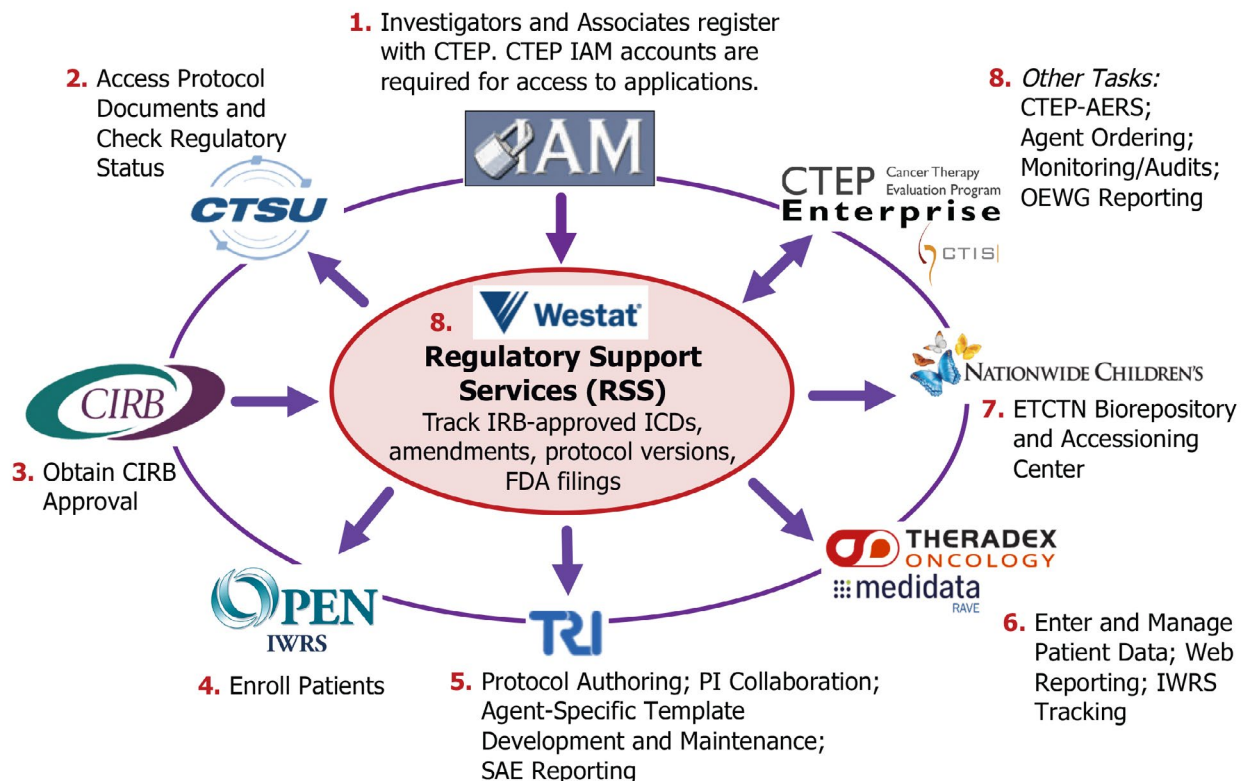 1. Investigators and Associates register
with CTEP. CTEP IAM accounts are
required for access to applications.
IAM
2. Access Protocol
Documents and
Check Regulatory
Status
CTSU
8. Other Tasks:
CTEP-AERS;
Agent Ordering;
Monitoring/Audits;
OEWG Reporting
CTEP Cancer Therapy
Evaluation Program
Enterprise
CTIS
8. Westat®
Regulatory Support
Services (RSS)
Track IRB-approved ICDs,
amendments, protocol versions,
FDA filings
CIRB
3. Obtain CIRB
Approval
NATIONWIDE CHILDREN'S
7. ETCTN Biorepository
and Accessioning
Center
OPEN
IWRS
4. Enroll Patients
TRI
5. Protocol Authoring; PI Collaboration;
Agent-Specific Template
Development and Maintenance;
SAE Reporting
THERADEX
ONCOLOGY
medidata
RAVE
6. Enter and Manage
Patient Data; Web
Reporting; IWRS
Tracking